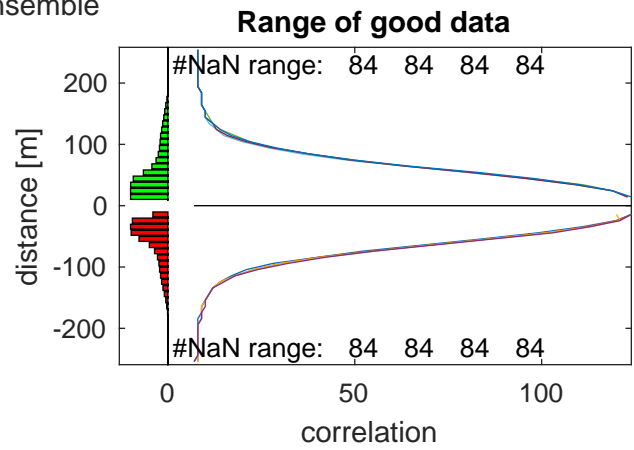 nsemble
Range of good data
#NaN range: 84 84 84 84
200
100
0
-100
-200
distance [m]
#NaN range: 84 84 84 84
0 50 100
correlation